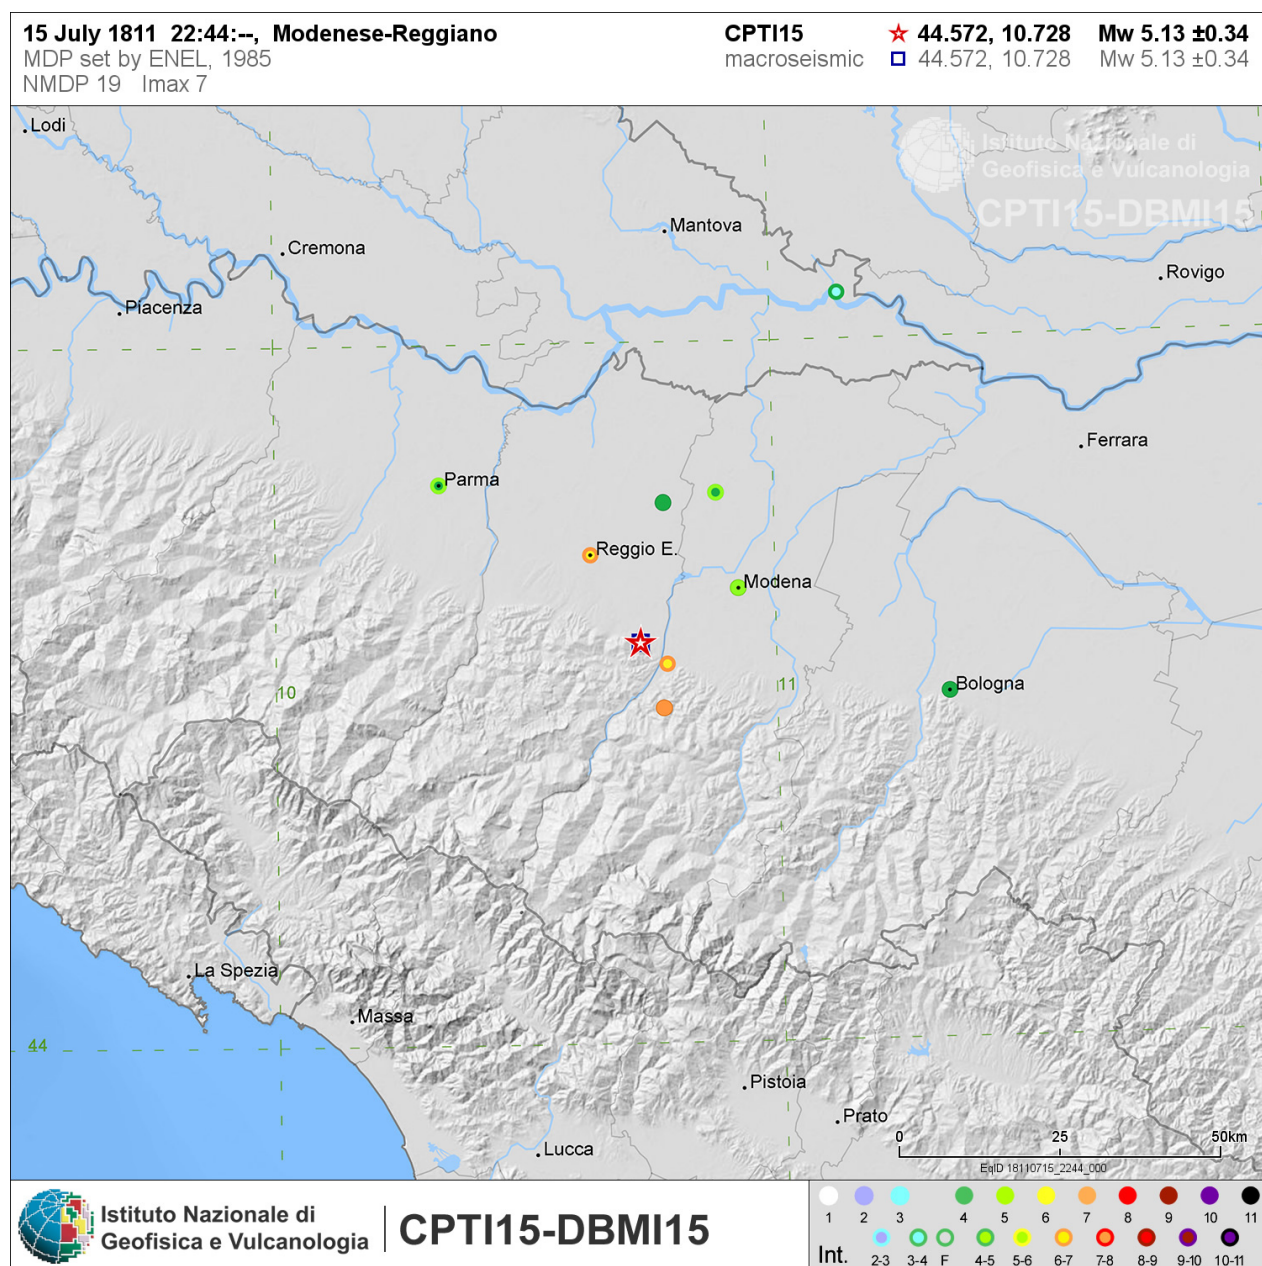 15 July 1811 22:44:--, Modenese-Reggiano
MDP set by ENEL, 1985
NMDP 19 Imax 7
CPTI15 44.572, 10.728 Mw 5.13 ±0.34
macroseismic 44.572, 10.728 Mw 5.13 ±0.34
Lodi
Istituto Nazionale di
Geofisica e Vulcanologia
CPTI15-DBMI15
Mantova
Cremona
Rovigo
Piacenza
Ferrara
Parma
Reggio E.
Modena
Bologna
10
11
La Spezia
Massa
44
Pistoia
Prato
Lucca
0 25 50km
EqID 18110715_2244_000
Istituto Nazionale di
Geofisica e Vulcanologia
CPTI15-DBMI15
Int.
1 2 3 4 5 6 7 8 9 10 11
2-3 3-4 F 4-5 5-6 6-7 7-8 8-9 9-10 10-11